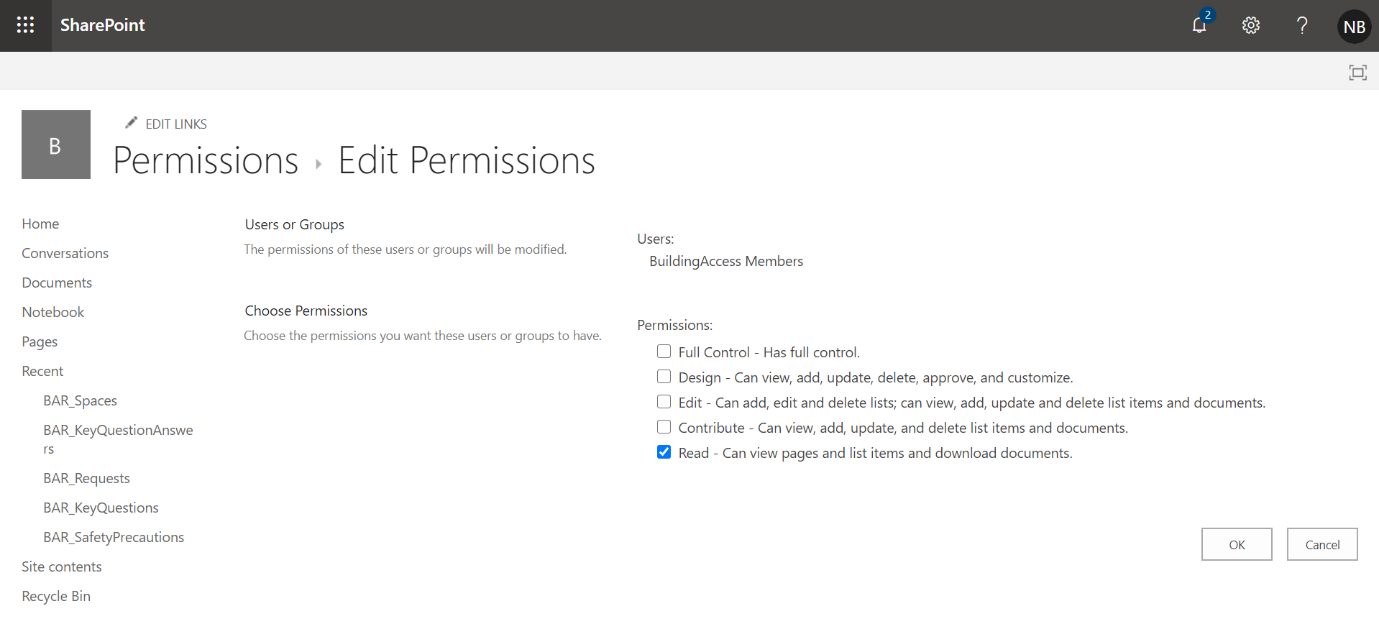 SharePoint
2
NB
EDIT LINKS
B
Permissions
Edit Permissions
Home
Conversations
Documents
Notebook
Pages
Recent
BAR_Spaces
BAR_KeyQuestionAnswe
rs
BAR_Requests
BAR_KeyQuestions
BAR_SafetyPrecautions
Site contents
Recycle Bin
Users or Groups
The permissions of these users or groups will be modified.
Users:
BuildingAccess Members
Choose Permissions
Choose the permissions you want these users or groups to have.
Permissions:
Full Control - Has full control.
Design - Can view, add, update, delete, approve, and customize.
Edit - Can add, edit and delete lists; can view, add, update and delete list items and documents.
Contribute - Can view, add, update, and delete list items and documents.
Read - Can view pages and list items and download documents.
OK
Cancel